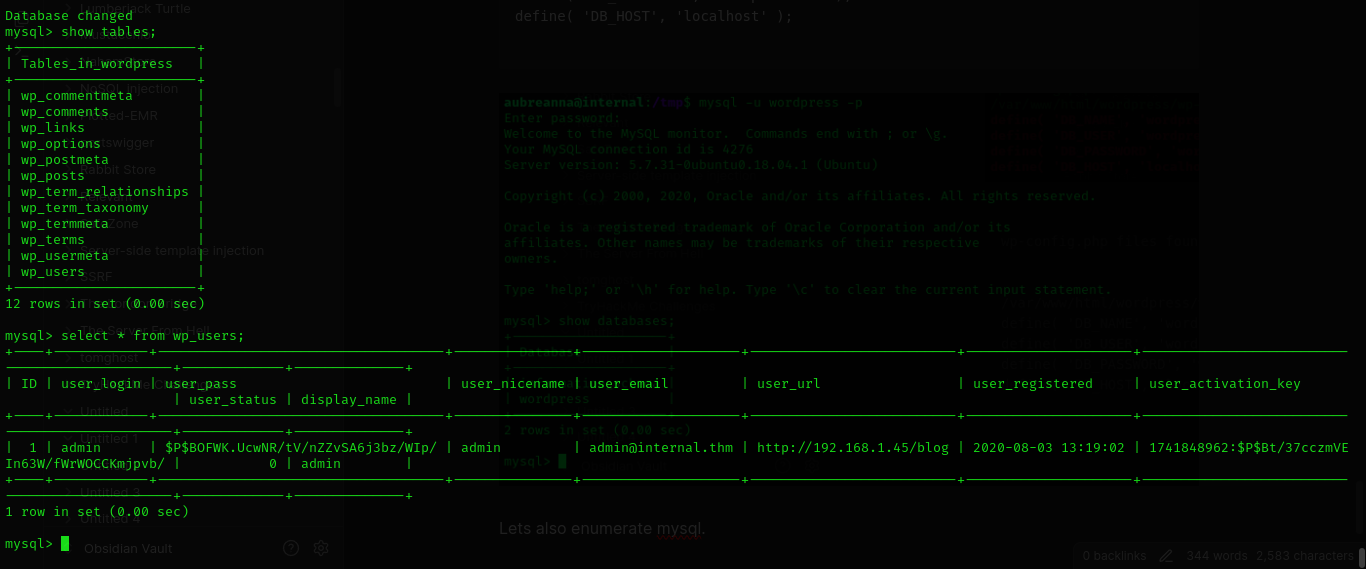 Database changed
mysql> show tables;
+-----------------------+
| Tables_in_wordpress   |
+-----------------------+
| wp_commentmeta        |
| wp_comments           |
| wp_links              |
| wp_options            |
| wp_postmeta           |
| wp_posts              |
| wp_term_relationships |
| wp_term_taxonomy      |
| wp_termmeta           |
| wp_terms              |
| wp_usermeta           |
| wp_users              |
+-----------------------+
12 rows in set (0.00 sec)
mysql> select * from wp_users;
| ID | user_login | user_pass | user_nicename | user_email | user_url | user_registered | user_activation_key
| user_status | display_name |
| 1 | admin | $P$BOFWK.UcwNR/tV/nZZvSA6j3bz/WIp/ | admin | admin@internal.thm | http://192.168.1.45/blog | 2020-08-03 13:19:02 | 1741848962:$P$Bt/37cczmVE
In63W/fWrWOCCKmjpvb/ | 0 | admin |
1 row in set (0.00 sec)
mysql>
Lumberjack Turtle
NoSQL injection
Rabbit Store
Server-side template injection
SSRF
The Server From Hell
tomghost
Untitled
Untitled 1
Untitled 3
Untitled 4
Obsidian Vault
define( 'DB_HOST', 'localhost' );
aubreanna@internal:/tmp$ mysql -u wordpress -p
Enter password:
Welcome to the MySQL monitor.  Commands end with ; or \g.
Your MySQL connection id is 4276
Server version: 5.7.31-0ubuntu0.18.04.1 (Ubuntu)
Copyright (c) 2000, 2020, Oracle and/or its affiliates. All rights reserved.
Oracle is a registered trademark of Oracle Corporation and/or its
affiliates. Other names may be trademarks of their respective
owners.
Type 'help;' or '\h' for help. Type '\c' to clear the current input statement.
mysql> show databases;
| wordpress
2 rows in set (0.00 sec)
mysql>
Lets also enumerate mysql.
0 backlinks
344 words
2,583 characters